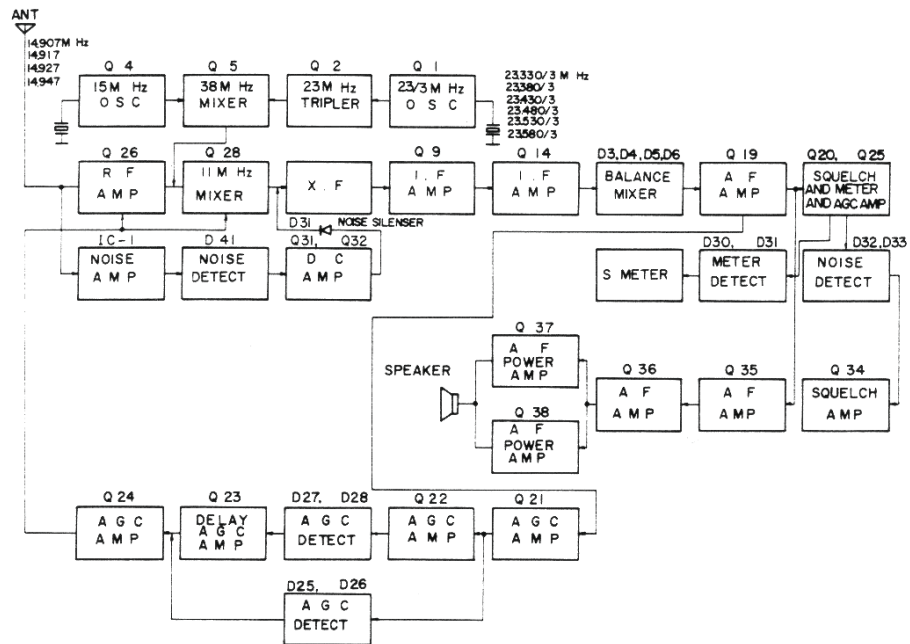 ANT
14,907M Hz
14,917
14,927
14,947
Q 4
15M Hz
O S C
Q 5
38M Hz
MIXER
Q 2
23M Hz
TRIPLER
Q 1
23/3M Hz
O S C
23,330/3 M Hz
23,380/3
23,430/3
23,480/3
23,530/3
23,580/3
Q 26
R F
A M P
Q 28
11M Hz
MIXER
X . F
Q 9
I . F
A M P
Q 14
I . F
A M P
D3, D4, D5, D6
BALANCE
MIXER
Q 19
A F
A M P
Q20, Q25
SQUELCH
AND METER
AND AGC AMP
D31
NOISE SILENSER
IC-1
NOISE
A M P
D 41
NOISE
DETECT
Q31, Q32
D C
A M P
S METER
D30, D31
METER
DETECT
D32, D33
NOISE
DETECT
SPEAKER
Q 37
A F
POWER
AMP
Q 38
A F
POWER
AMP
Q 36
A F
A M P
Q 35
A F
A M P
Q 34
SQUELCH
A M P
Q 24
A G C
A M P
Q 23
DELAY
A G C
A M P
D27, D28
A G C
DETECT
Q 22
A G C
A M P
Q 21
A G C
A M P
D25, D26
A G C
DETECT